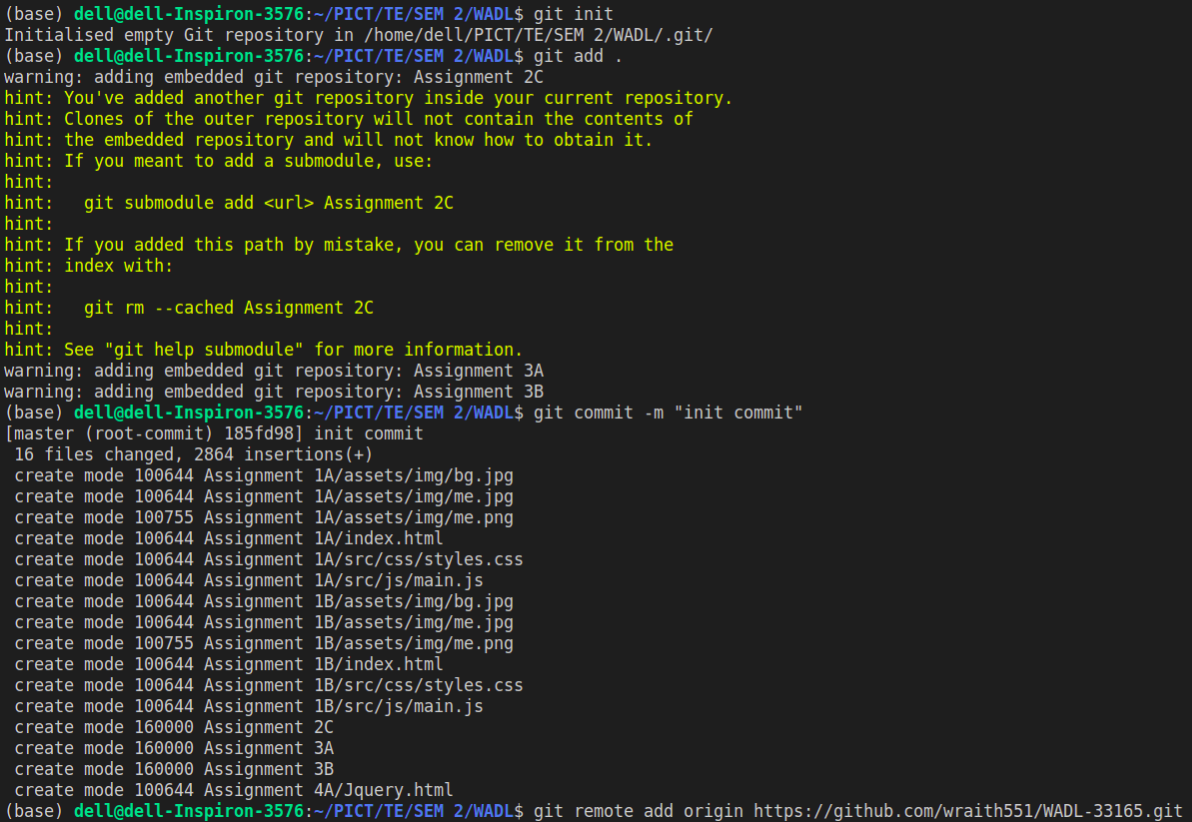 (base) dell@dell-Inspiron-3576:~/PICT/TE/SEM 2/WADL$ git init
Initialised empty Git repository in /home/dell/PICT/TE/SEM 2/WADL/.git/
(base) dell@dell-Inspiron-3576:~/PICT/TE/SEM 2/WADL$ git add .
warning: adding embedded git repository: Assignment 2C
hint: You've added another git repository inside your current repository.
hint: Clones of the outer repository will not contain the contents of
hint: the embedded repository and will not know how to obtain it.
hint: If you meant to add a submodule, use:
hint:
hint:   git submodule add <url> Assignment 2C
hint:
hint: If you added this path by mistake, you can remove it from the
hint: index with:
hint:
hint:   git rm --cached Assignment 2C
hint:
hint: See "git help submodule" for more information.
warning: adding embedded git repository: Assignment 3A
warning: adding embedded git repository: Assignment 3B
(base) dell@dell-Inspiron-3576:~/PICT/TE/SEM 2/WADL$ git commit -m "init commit"
[master (root-commit) 185fd98] init commit
 16 files changed, 2864 insertions(+)
 create mode 100644 Assignment 1A/assets/img/bg.jpg
 create mode 100644 Assignment 1A/assets/img/me.jpg
 create mode 100755 Assignment 1A/assets/img/me.png
 create mode 100644 Assignment 1A/index.html
 create mode 100644 Assignment 1A/src/css/styles.css
 create mode 100644 Assignment 1A/src/js/main.js
 create mode 100644 Assignment 1B/assets/img/bg.jpg
 create mode 100644 Assignment 1B/assets/img/me.jpg
 create mode 100755 Assignment 1B/assets/img/me.png
 create mode 100644 Assignment 1B/index.html
 create mode 100644 Assignment 1B/src/css/styles.css
 create mode 100644 Assignment 1B/src/js/main.js
 create mode 160000 Assignment 2C
 create mode 160000 Assignment 3A
 create mode 160000 Assignment 3B
 create mode 100644 Assignment 4A/Jquery.html
(base) dell@dell-Inspiron-3576:~/PICT/TE/SEM 2/WADL$ git remote add origin https://github.com/wraith551/WADL-33165.git